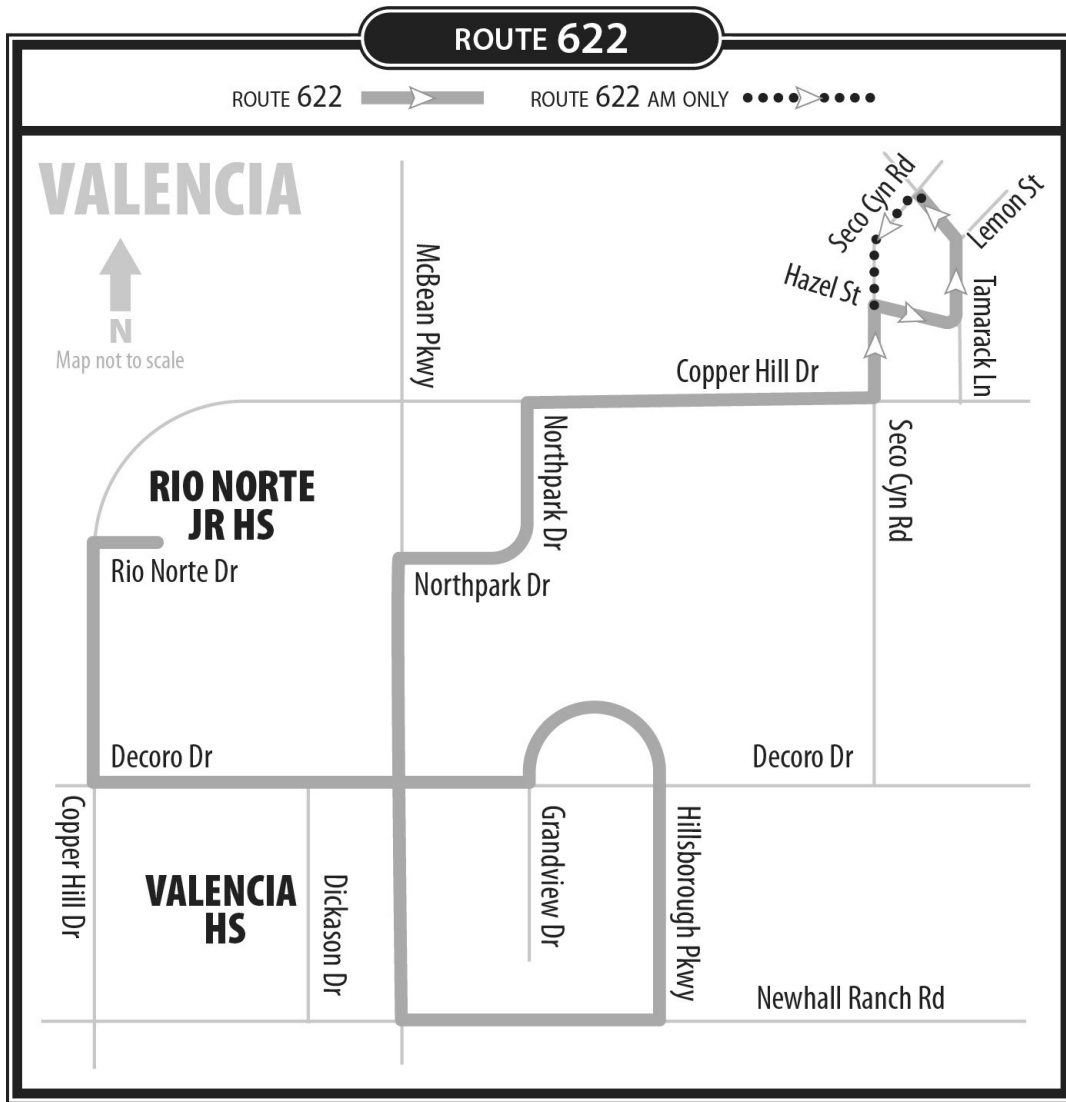 ROUTE 622
ROUTE 622
ROUTE 622 AM ONLY
VALENCIA
N
Map not to scale
McBean Pkwy
Seco Cyn Rd
Lemon St
Hazel St
Tamarack Ln
Copper Hill Dr
RIO NORTE
JR HS
Northpark Dr
Seco Cyn Rd
Rio Norte Dr
Northpark Dr
Decoro Dr
Decoro Dr
Copper Hill Dr
VALENCIA
HS
Dickason Dr
Grandview Dr
Hillsborough Pkwy
Newhall Ranch Rd